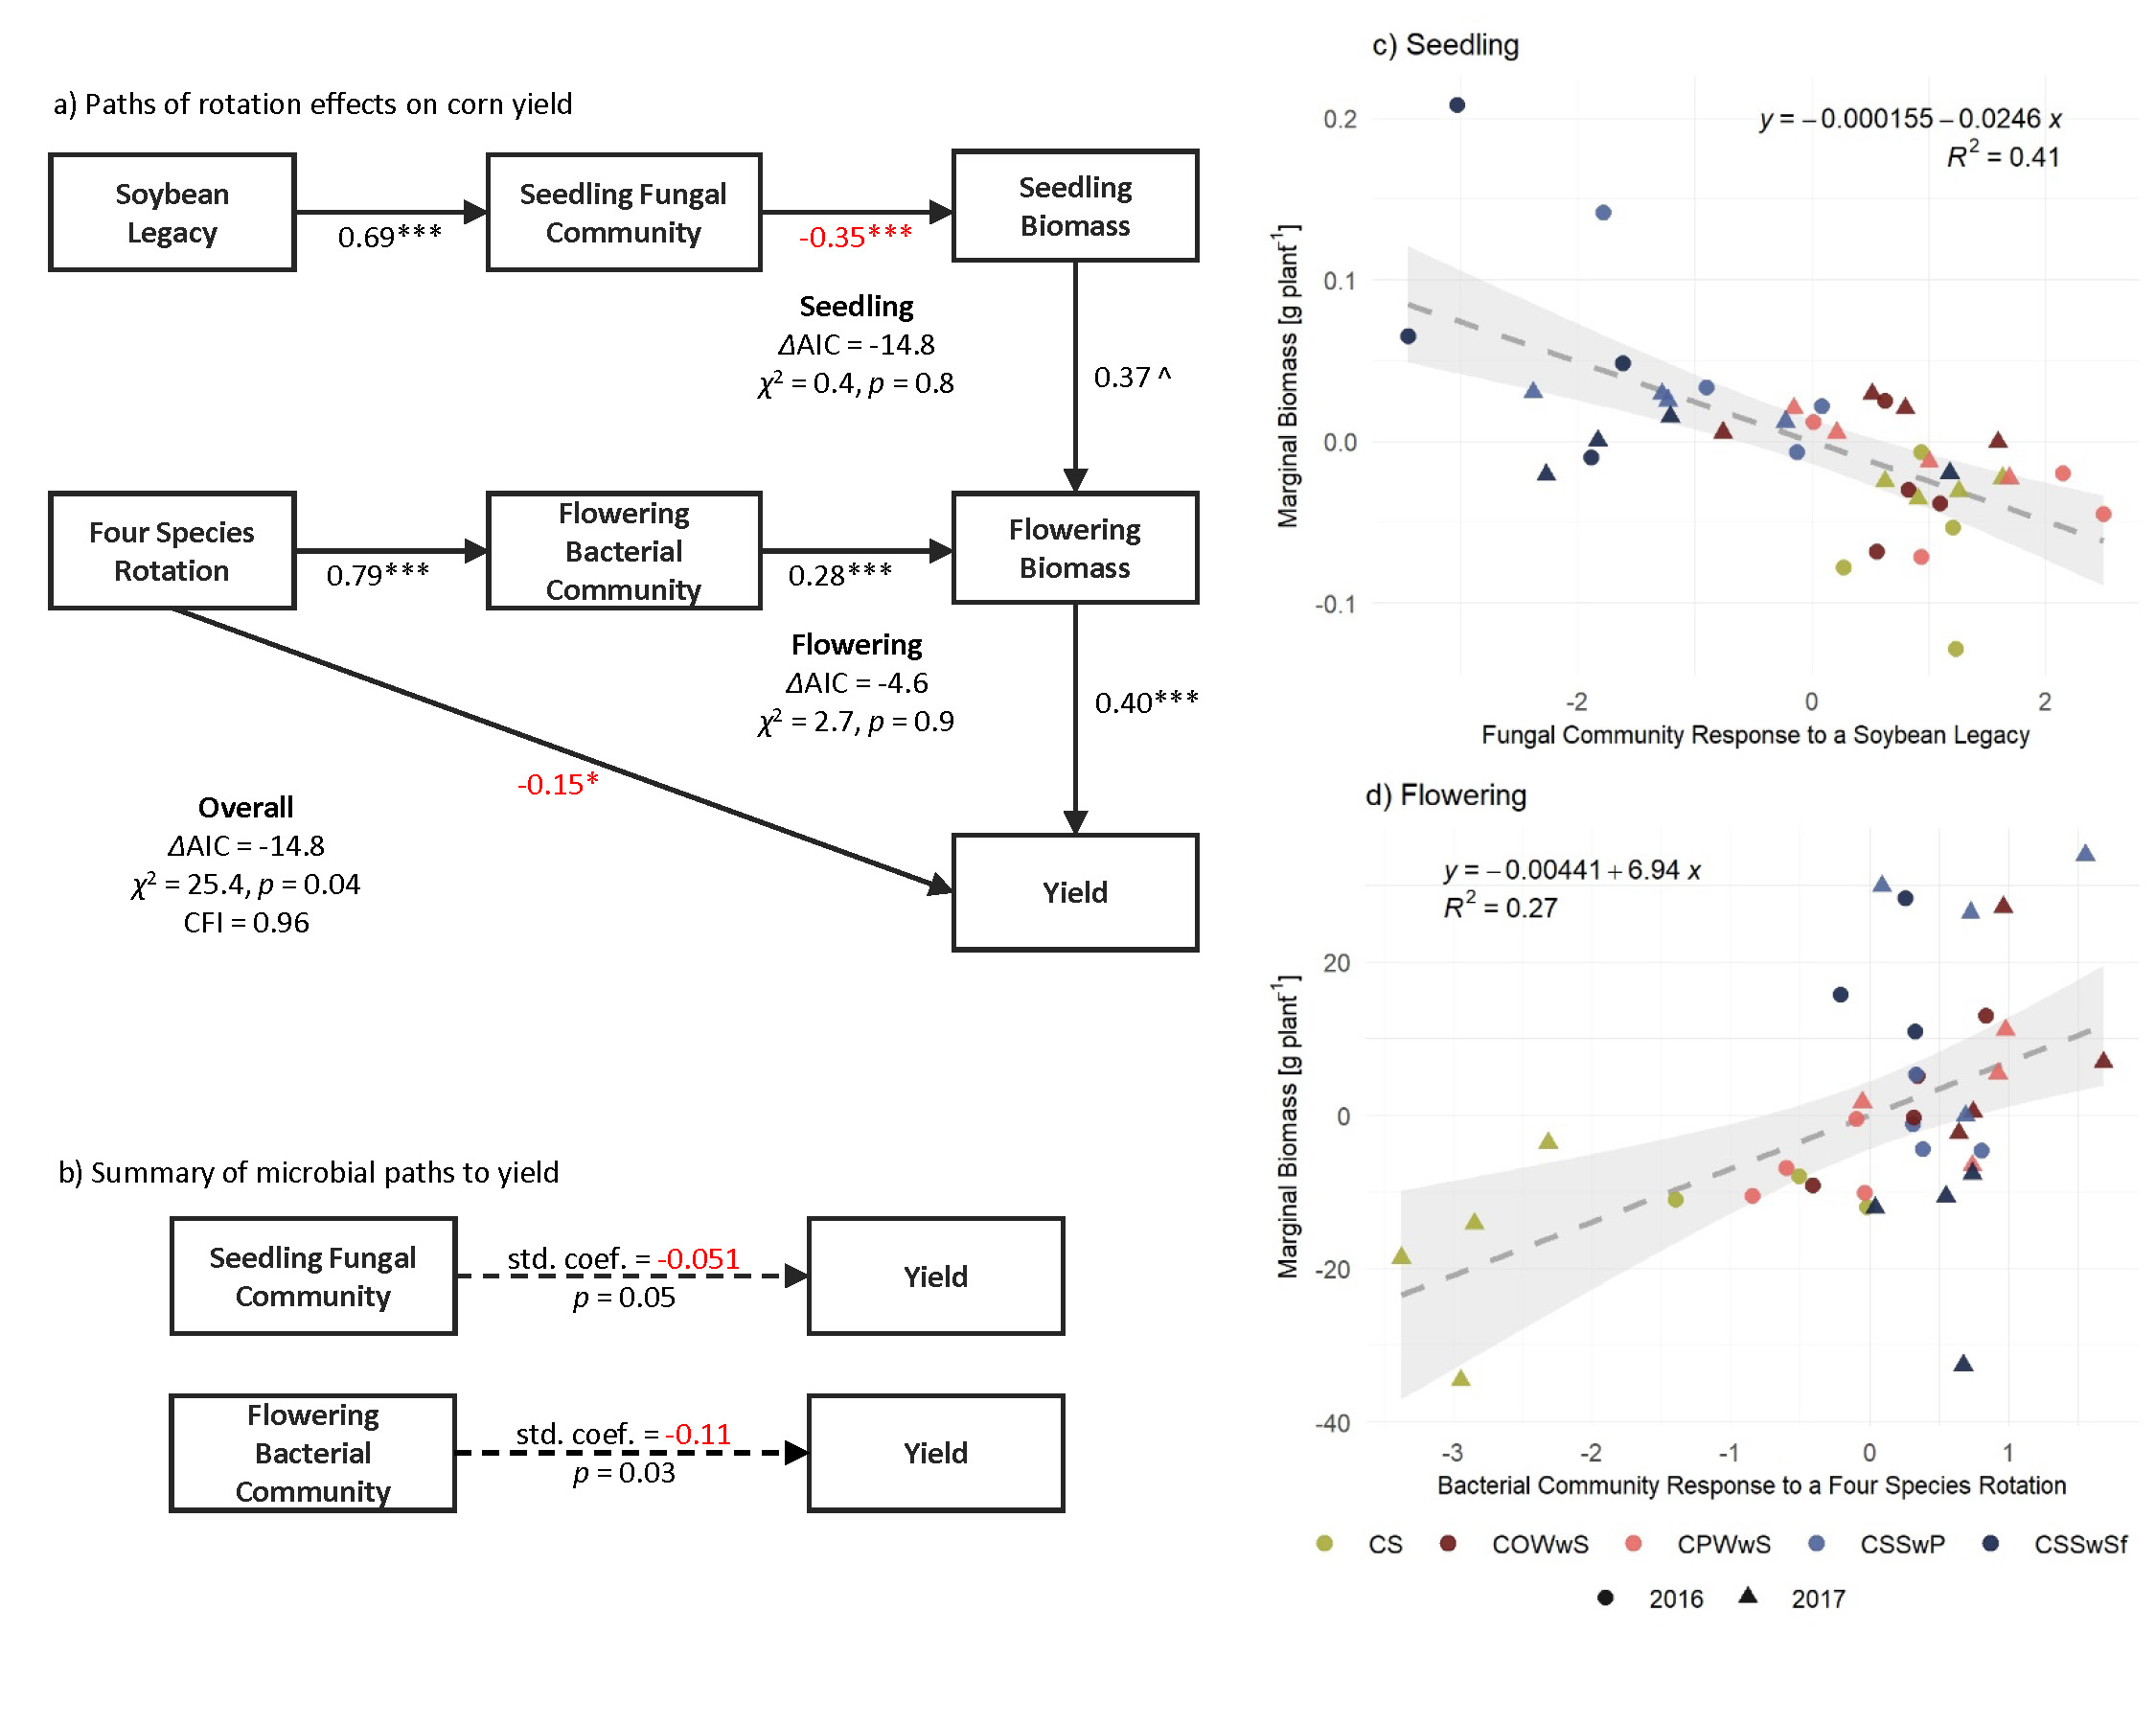 a) Paths of rotation effects on corn yield
Soybean
Legacy
0.69***
Seedling Fungal
Community
-0.35***
Seedling
Biomass
Seedling
ΔAIC = -14.8
χ² = 0.4, p = 0.8
0.37 ^
Four Species
Rotation
0.79***
Flowering
Bacterial
Community
0.28***
Flowering
Biomass
Flowering
ΔAIC = -4.6
χ² = 2.7, p = 0.9
0.40***
-0.15*
Overall
ΔAIC = -14.8
χ² = 25.4, p = 0.04
CFI = 0.96
Yield
b) Summary of microbial paths to yield
Seedling Fungal
Community
std. coef. = -0.051
p = 0.05
Yield
Flowering
Bacterial
Community
std. coef. = -0.11
p = 0.03
Yield
c) Seedling
y = −0.000155 − 0.0246 x
R² = 0.41
Marginal Biomass [g plant⁻¹]
0.2
0.1
0.0
-0.1
-2 0 2
Fungal Community Response to a Soybean Legacy
d) Flowering
y = −0.00441 + 6.94 x
R² = 0.27
Marginal Biomass [g plant⁻¹]
20
0
-20
-40
-3 -2 -1 0 1
Bacterial Community Response to a Four Species Rotation
CS COWwS CPWwS CSSwP CSSwSf
2016 2017